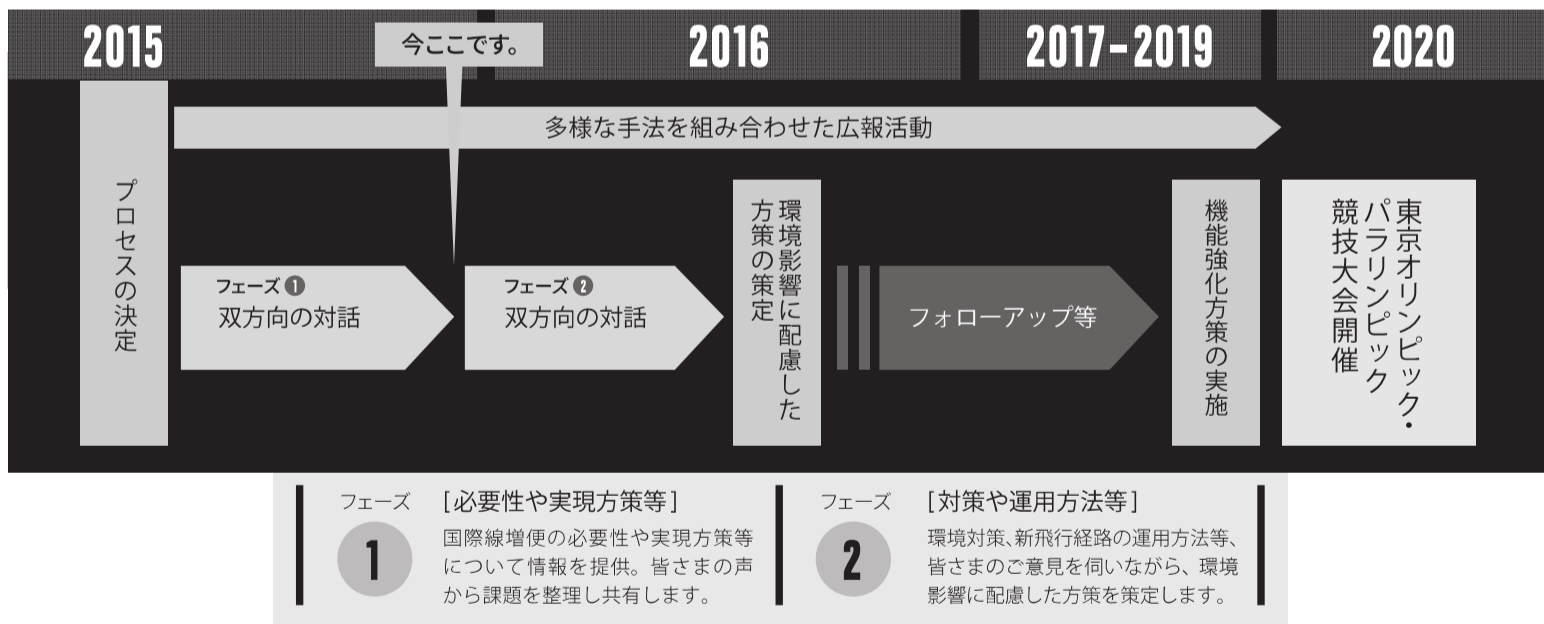 2015
今ここです。
2016
2017-2019
2020
多様な手法を組み合わせた広報活動
プロセスの決定
フェーズ❶
双方向の対話
フェーズ❷
双方向の対話
環境影響に配慮した
方策の策定
フォローアップ等
機能強化方策の実施
東京オリンピック・
パラリンピック
競技大会開催
フェーズ
1
[必要性や実現方策等]
国際線増便の必要性や実現方策等
について情報を提供。皆さまの声
から課題を整理し共有します。
フェーズ
2
[対策や運用方法等]
環境対策、新飛行経路の運用方法等、
皆さまのご意見を伺いながら、環境
影響に配慮した方策を策定します。